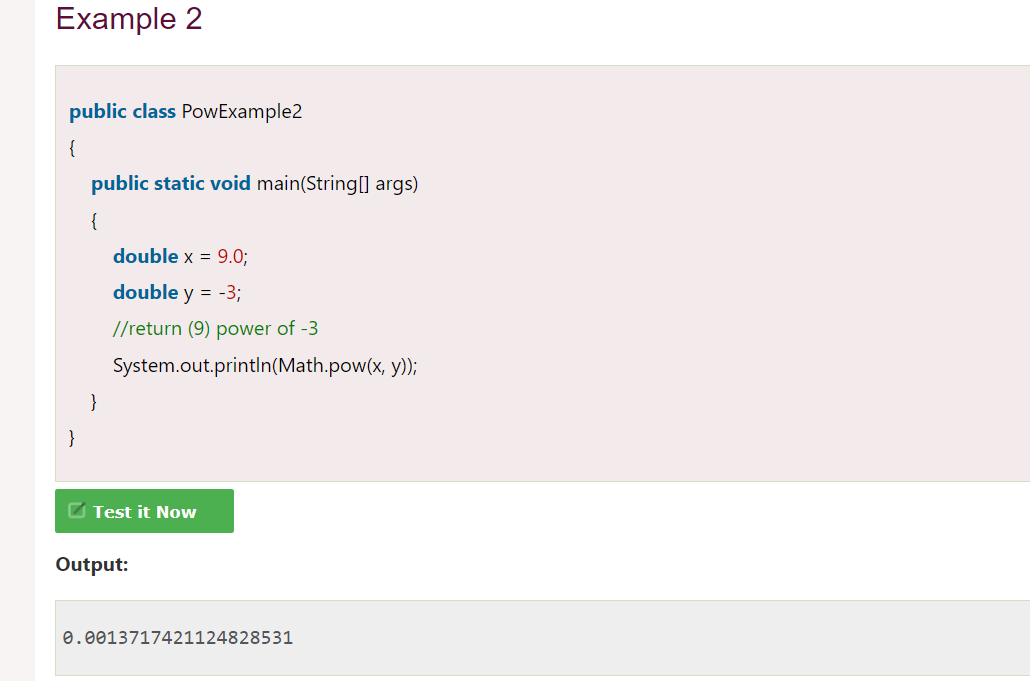 Example 2
public class PowExample2
{
public static void main(String[] args)
{
double x = 9.0;
double y = -3;
//return (9) power of -3
System.out.println(Math.pow(x, y));
}
}
Test it Now
Output:
0.0013717421124828531